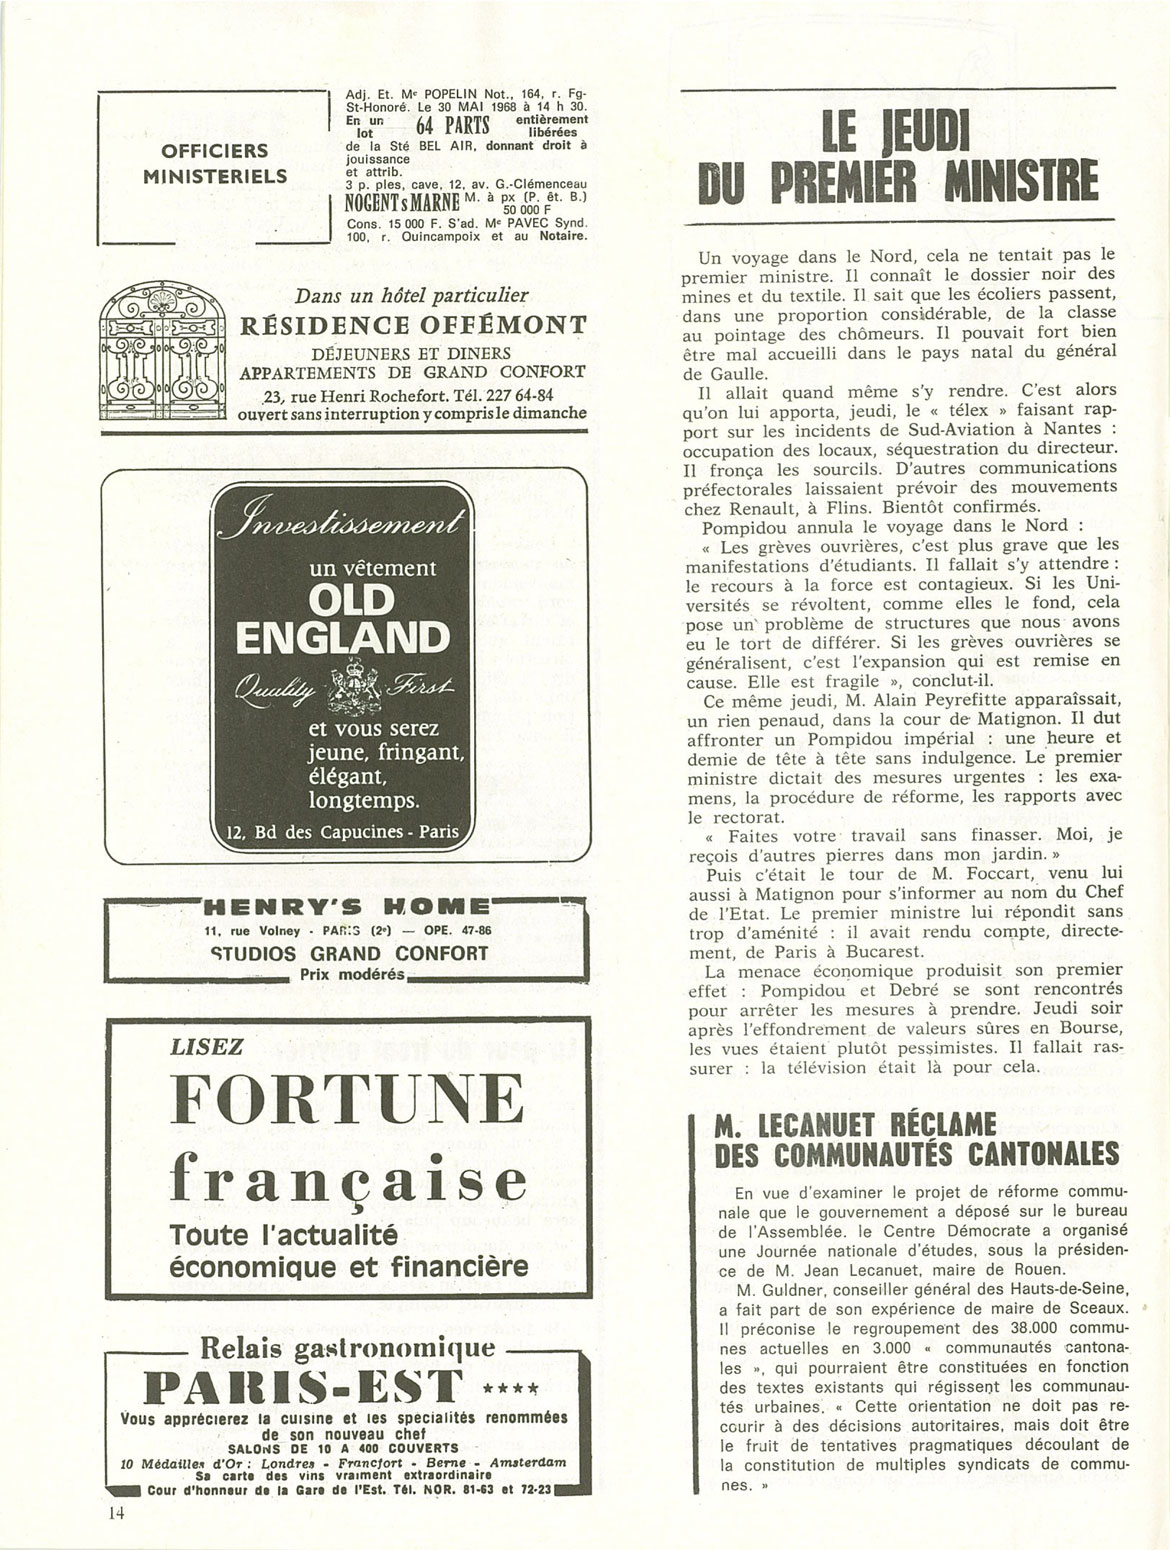 OFFICIERS
MINISTERIELS
Adj. Et. Me POPELIN Not., 164, r. Fg-
St-Honoré. Le 30 MAI 1968 à 14 h 30.
En un lot 64 PARTS entièrement libérées
de la Sté BEL AIR, donnant droit à
jouissance
et attrib.
3 p. ples, cave, 12, av. G.-Clémenceau
NOGENT s MARNE M. à px (P. êt. B.) 50 000 F
Cons. 15 000 F. S'ad. Me PAVEC Synd.
100, r. Quincampoix et au Notaire.
Dans un hôtel particulier
RÉSIDENCE OFFÉMONT
DÉJEUNERS ET DINERS
APPARTEMENTS DE GRAND CONFORT
23, rue Henri Rochefort. Tél. 227 64-84
ouvert sans interruption y compris le dimanche
Investissement
un vêtement
OLD
ENGLAND
Quality First
et vous serez
jeune, fringant,
élégant,
longtemps.
12, Bd des Capucines - Paris
HENRY'S HOME
11, rue Volney - PARIS (2e) — OPE. 47-86
STUDIOS GRAND CONFORT
Prix modérés
LISEZ
FORTUNE
française
Toute l'actualité
économique et financière
Relais gastronomique
PARIS-EST ****
Vous apprécierez la cuisine et les spécialités renommées
de son nouveau chef
SALONS DE 10 A 400 COUVERTS
10 Médailles d'Or : Londres - Francfort - Berne - Amsterdam
Sa carte des vins vraiment extraordinaire
Cour d'honneur de la Gare de l'Est. Tél. NOR. 81-63 et 72-23
14
LE JEUDI
DU PREMIER MINISTRE
Un voyage dans le Nord, cela ne tentait pas le
premier ministre. Il connaît le dossier noir des
mines et du textile. Il sait que les écoliers passent,
dans une proportion considérable, de la classe
au pointage des chômeurs. Il pouvait fort bien
être mal accueilli dans le pays natal du général
de Gaulle.
Il allait quand même s'y rendre. C'est alors
qu'on lui apporta, jeudi, le « télex » faisant rap-
port sur les incidents de Sud-Aviation à Nantes :
occupation des locaux, séquestration du directeur.
Il fronça les sourcils. D'autres communications
préfectorales laissaient prévoir des mouvements
chez Renault, à Flins. Bientôt confirmés.
Pompidou annula le voyage dans le Nord :
« Les grèves ouvrières, c'est plus grave que les
manifestations d'étudiants. Il fallait s'y attendre :
le recours à la force est contagieux. Si les Uni-
versités se révoltent, comme elles le fond, cela
pose un problème de structures que nous avons
eu le tort de différer. Si les grèves ouvrières se
généralisent, c'est l'expansion qui est remise en
cause. Elle est fragile », conclut-il.
Ce même jeudi, M. Alain Peyrefitte apparaîssait,
un rien penaud, dans la cour de Matignon. Il dut
affronter un Pompidou impérial : une heure et
demie de tête à tête sans indulgence. Le premier
ministre dictait des mesures urgentes : les exa-
mens, la procédure de réforme, les rapports avec
le rectorat.
« Faites votre travail sans finasser. Moi, je
reçois d'autres pierres dans mon jardin. »
Puis c'était le tour de M. Foccart, venu lui
aussi à Matignon pour s'informer au nom du Chef
de l'Etat. Le premier ministre lui répondit sans
trop d'aménité : il avait rendu compte, directe-
ment, de Paris à Bucarest.
La menace économique produisit son premier
effet : Pompidou et Debré se sont rencontrés
pour arrêter les mesures à prendre. Jeudi soir
après l'effondrement de valeurs sûres en Bourse,
les vues étaient plutôt pessimistes. Il fallait ras-
surer : la télévision était là pour cela.
M. LECANUET RÉCLAME
DES COMMUNAUTÉS CANTONALES
En vue d'examiner le projet de réforme commu-
nale que le gouvernement a déposé sur le bureau
de l'Assemblée. le Centre Démocrate a organisé
une Journée nationale d'études, sous la présiden-
ce de M. Jean Lecanuet, maire de Rouen.
M. Guldner, conseiller général des Hauts-de-Seine,
a fait part de son expérience de maire de Sceaux.
Il préconise le regroupement des 38.000 commu-
nes actuelles en 3.000 « communautés cantona-
les », qui pourraient être constituées en fonction
des textes existants qui régissent les communau-
tés urbaines. « Cette orientation ne doit pas re-
courir à des décisions autoritaires, mais doit être
le fruit de tentatives pragmatiques découlant de
la constitution de multiples syndicats de commu-
nes. »